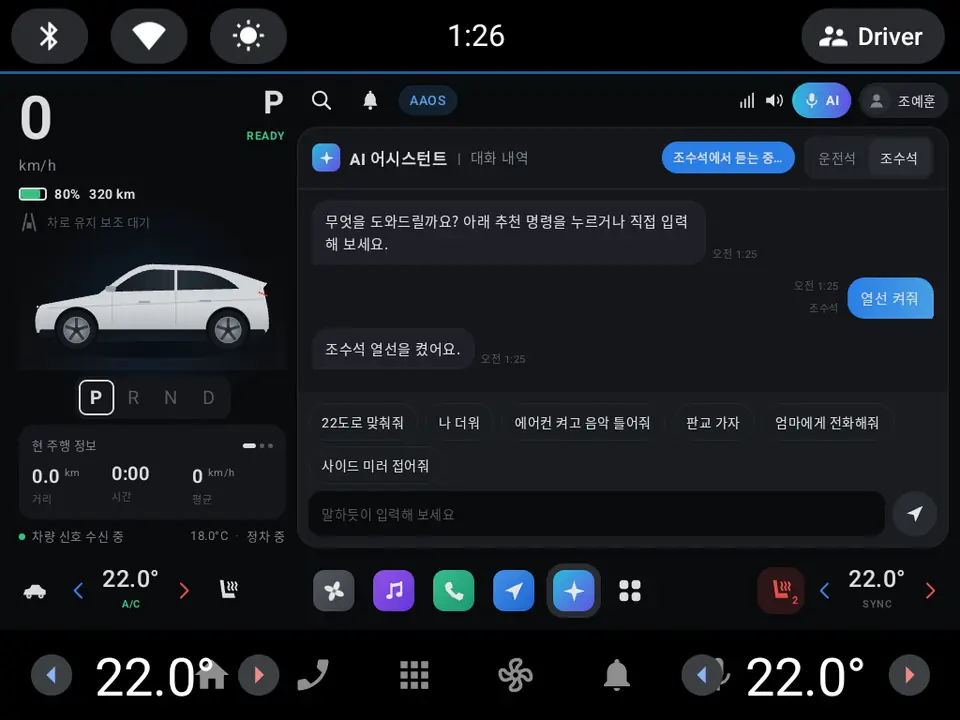 1:26
Driver
0
P
READY
km/h
80% 320 km
차로 유지 보조 대기
P R N D
현 주행 정보
0.0 km 0:00 0 km/h
거리 시간 평균
차량 신호 수신 중 18.0°C · 정차 중
AAOS
AI
조예훈
AI 어시스턴트 | 대화 내역
조수석에서 듣는 중...
운전석 조수석
무엇을 도와드릴까요? 아래 추천 명령을 누르거나 직접 입력
해 보세요.
오전 1:25
오전 1:25
조수석
열선 켜줘
조수석 열선을 켰어요.
오전 1:25
22도로 맞춰줘 나 더워 에어컨 켜고 음악 틀어줘 판교 가자 엄마에게 전화해줘
사이드 미러 접어줘
말하듯이 입력해 보세요
22.0°
A/C
2
22.0°
SYNC
22.0°
22.0°